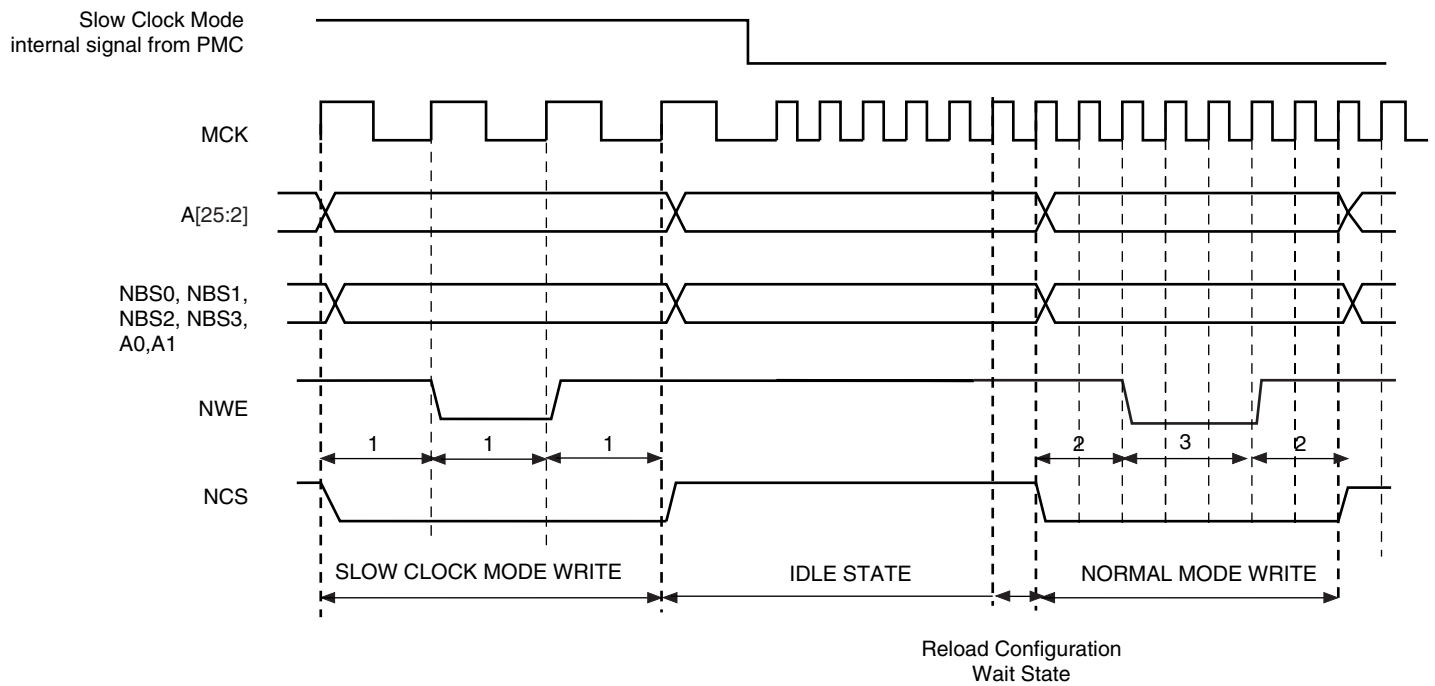 Slow Clock Mode
internal signal from PMC
MCK
A[25:2]
NBS0, NBS1,
NBS2, NBS3,
A0,A1
NWE
1 1 1 2 3 2
NCS
SLOW CLOCK MODE WRITE IDLE STATE NORMAL MODE WRITE
Reload Configuration
Wait State